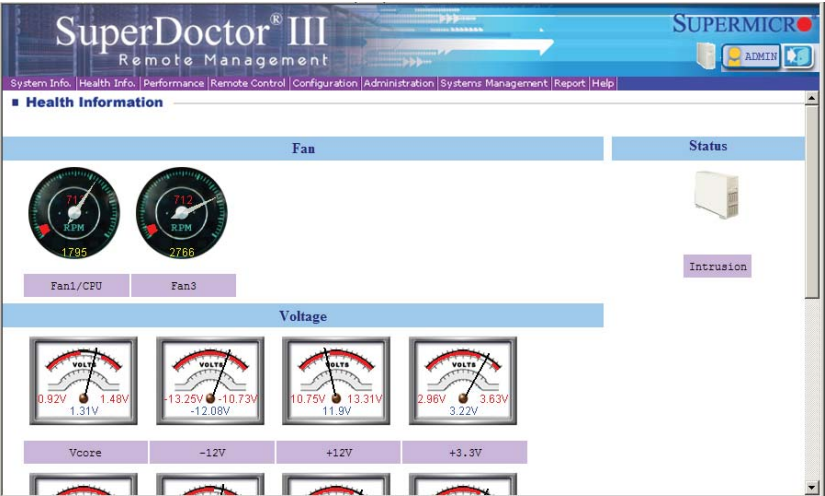 SuperDoctor® III
Remote Management
SUPERMICRO
ADMIN
System Info. | Health Info. | Performance | Remote Control | Configuration | Administration | Systems Management | Report | Help
Health Information
Fan
Status
712
RPM
RPM
1795
2766
Fan1/CPU
Fan3
Intrusion
Voltage
VOLTS
VOLTS
VOLTS
VOLTS
0.92V 1.48V
-13.25V -10.73V
10.75V 13.31V
2.96V 3.63V
1.31V
-12.08V
11.9V
3.22V
Vcore
-12V
+12V
+3.3V